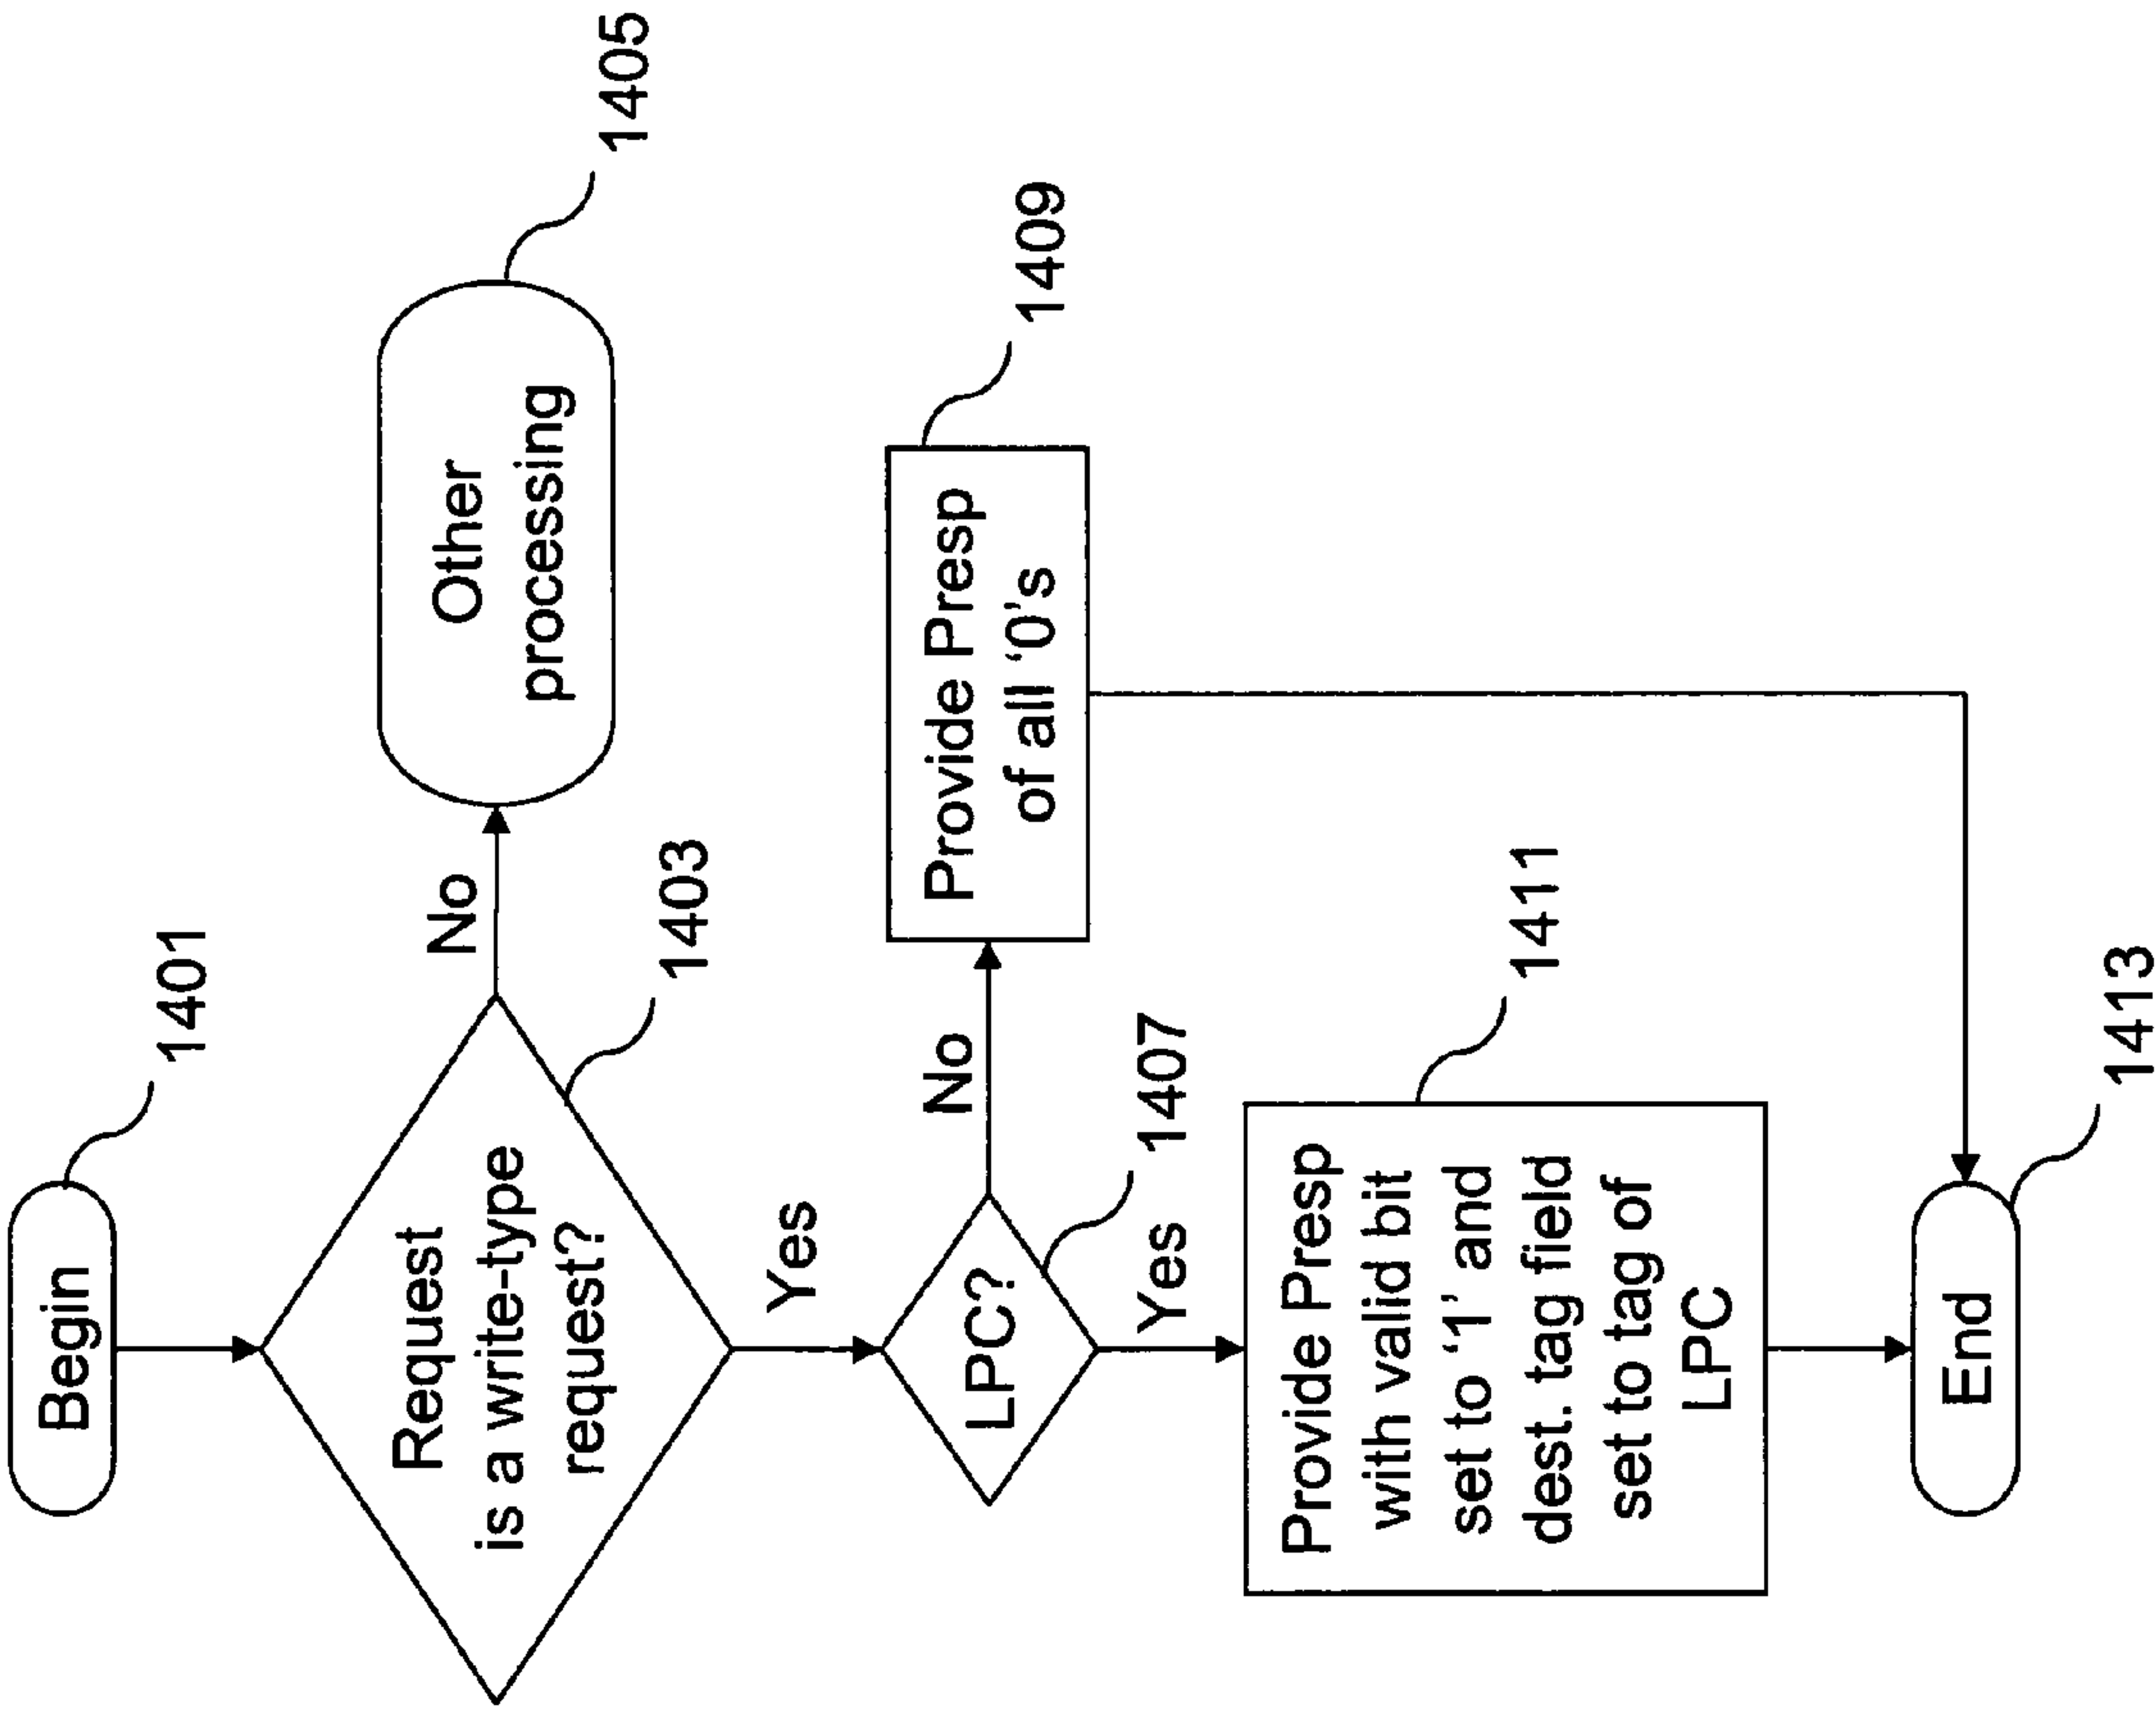 Begin
1401
Request
is a write-type
request?
1403
No
Other
processing
1405
Yes
LPC?
1407
No
Provide Presp
of all ‘0’s
1409
Yes
Provide Presp
with valid bit
set to ‘1’ and
dest. tag field
set to tag of
LPC
1411
End
1413